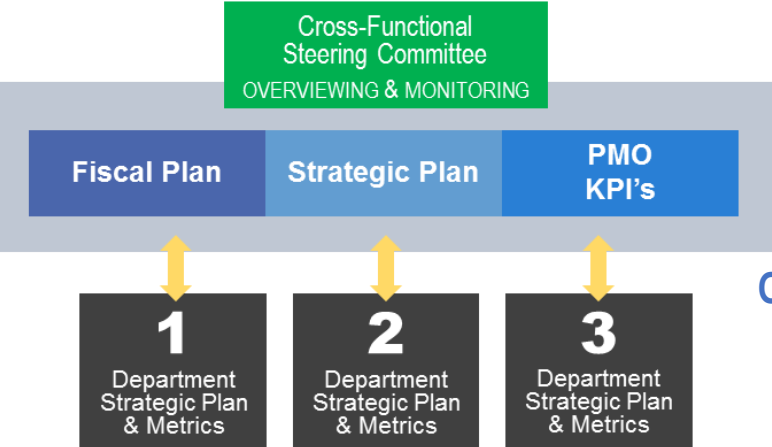 Cross-Functional
Steering Committee
OVERVIEWING & MONITORING
Fiscal Plan
Strategic Plan
PMO
KPI's
1
Department
Strategic Plan
& Metrics
2
Department
Strategic Plan
& Metrics
3
Department
Strategic Plan
& Metrics